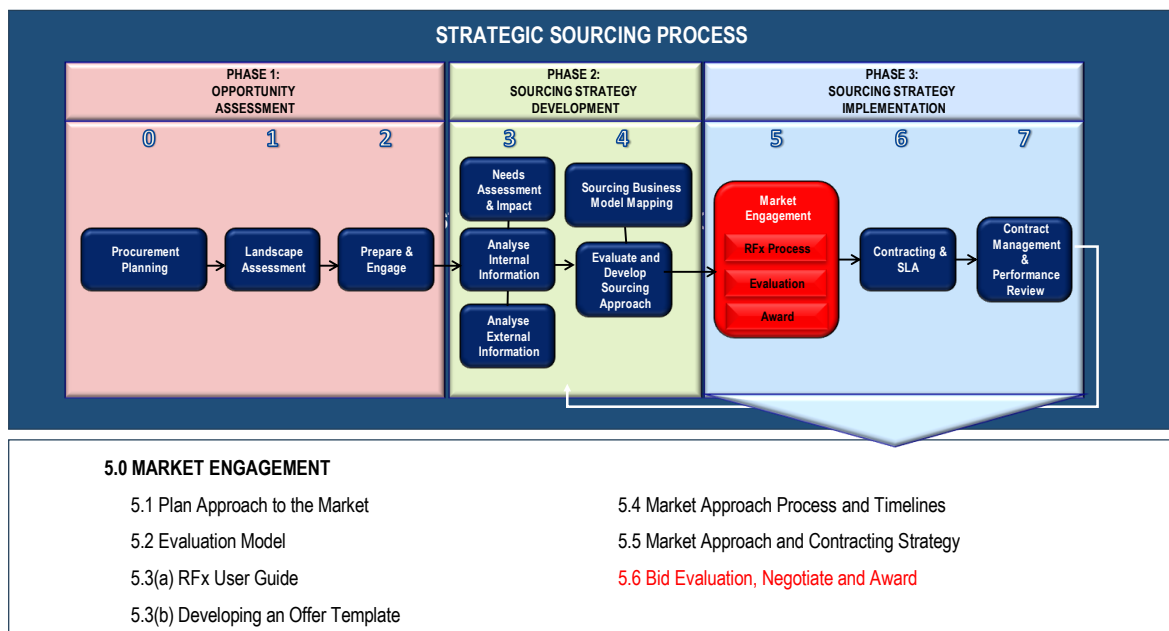 STRATEGIC SOURCING PROCESS
PHASE 1:
OPPORTUNITY
ASSESSMENT
PHASE 2:
SOURCING STRATEGY
DEVELOPMENT
PHASE 3:
SOURCING STRATEGY
IMPLEMENTATION
0
1
2
3
4
5
6
7
Procurement
Planning
Landscape
Assessment
Prepare &
Engage
Needs
Assessment
& Impact
Analyse
Internal
Information
Analyse
External
Information
Sourcing Business
Model Mapping
Evaluate and
Develop
Sourcing
Approach
Market
Engagement
RFx Process
Evaluation
Award
Contracting &
SLA
Contract
Management
&
Performance
Review
5.0 MARKET ENGAGEMENT
5.1 Plan Approach to the Market
5.2 Evaluation Model
5.3(a) RFx User Guide
5.3(b) Developing an Offer Template
5.4 Market Approach Process and Timelines
5.5 Market Approach and Contracting Strategy
5.6 Bid Evaluation, Negotiate and Award